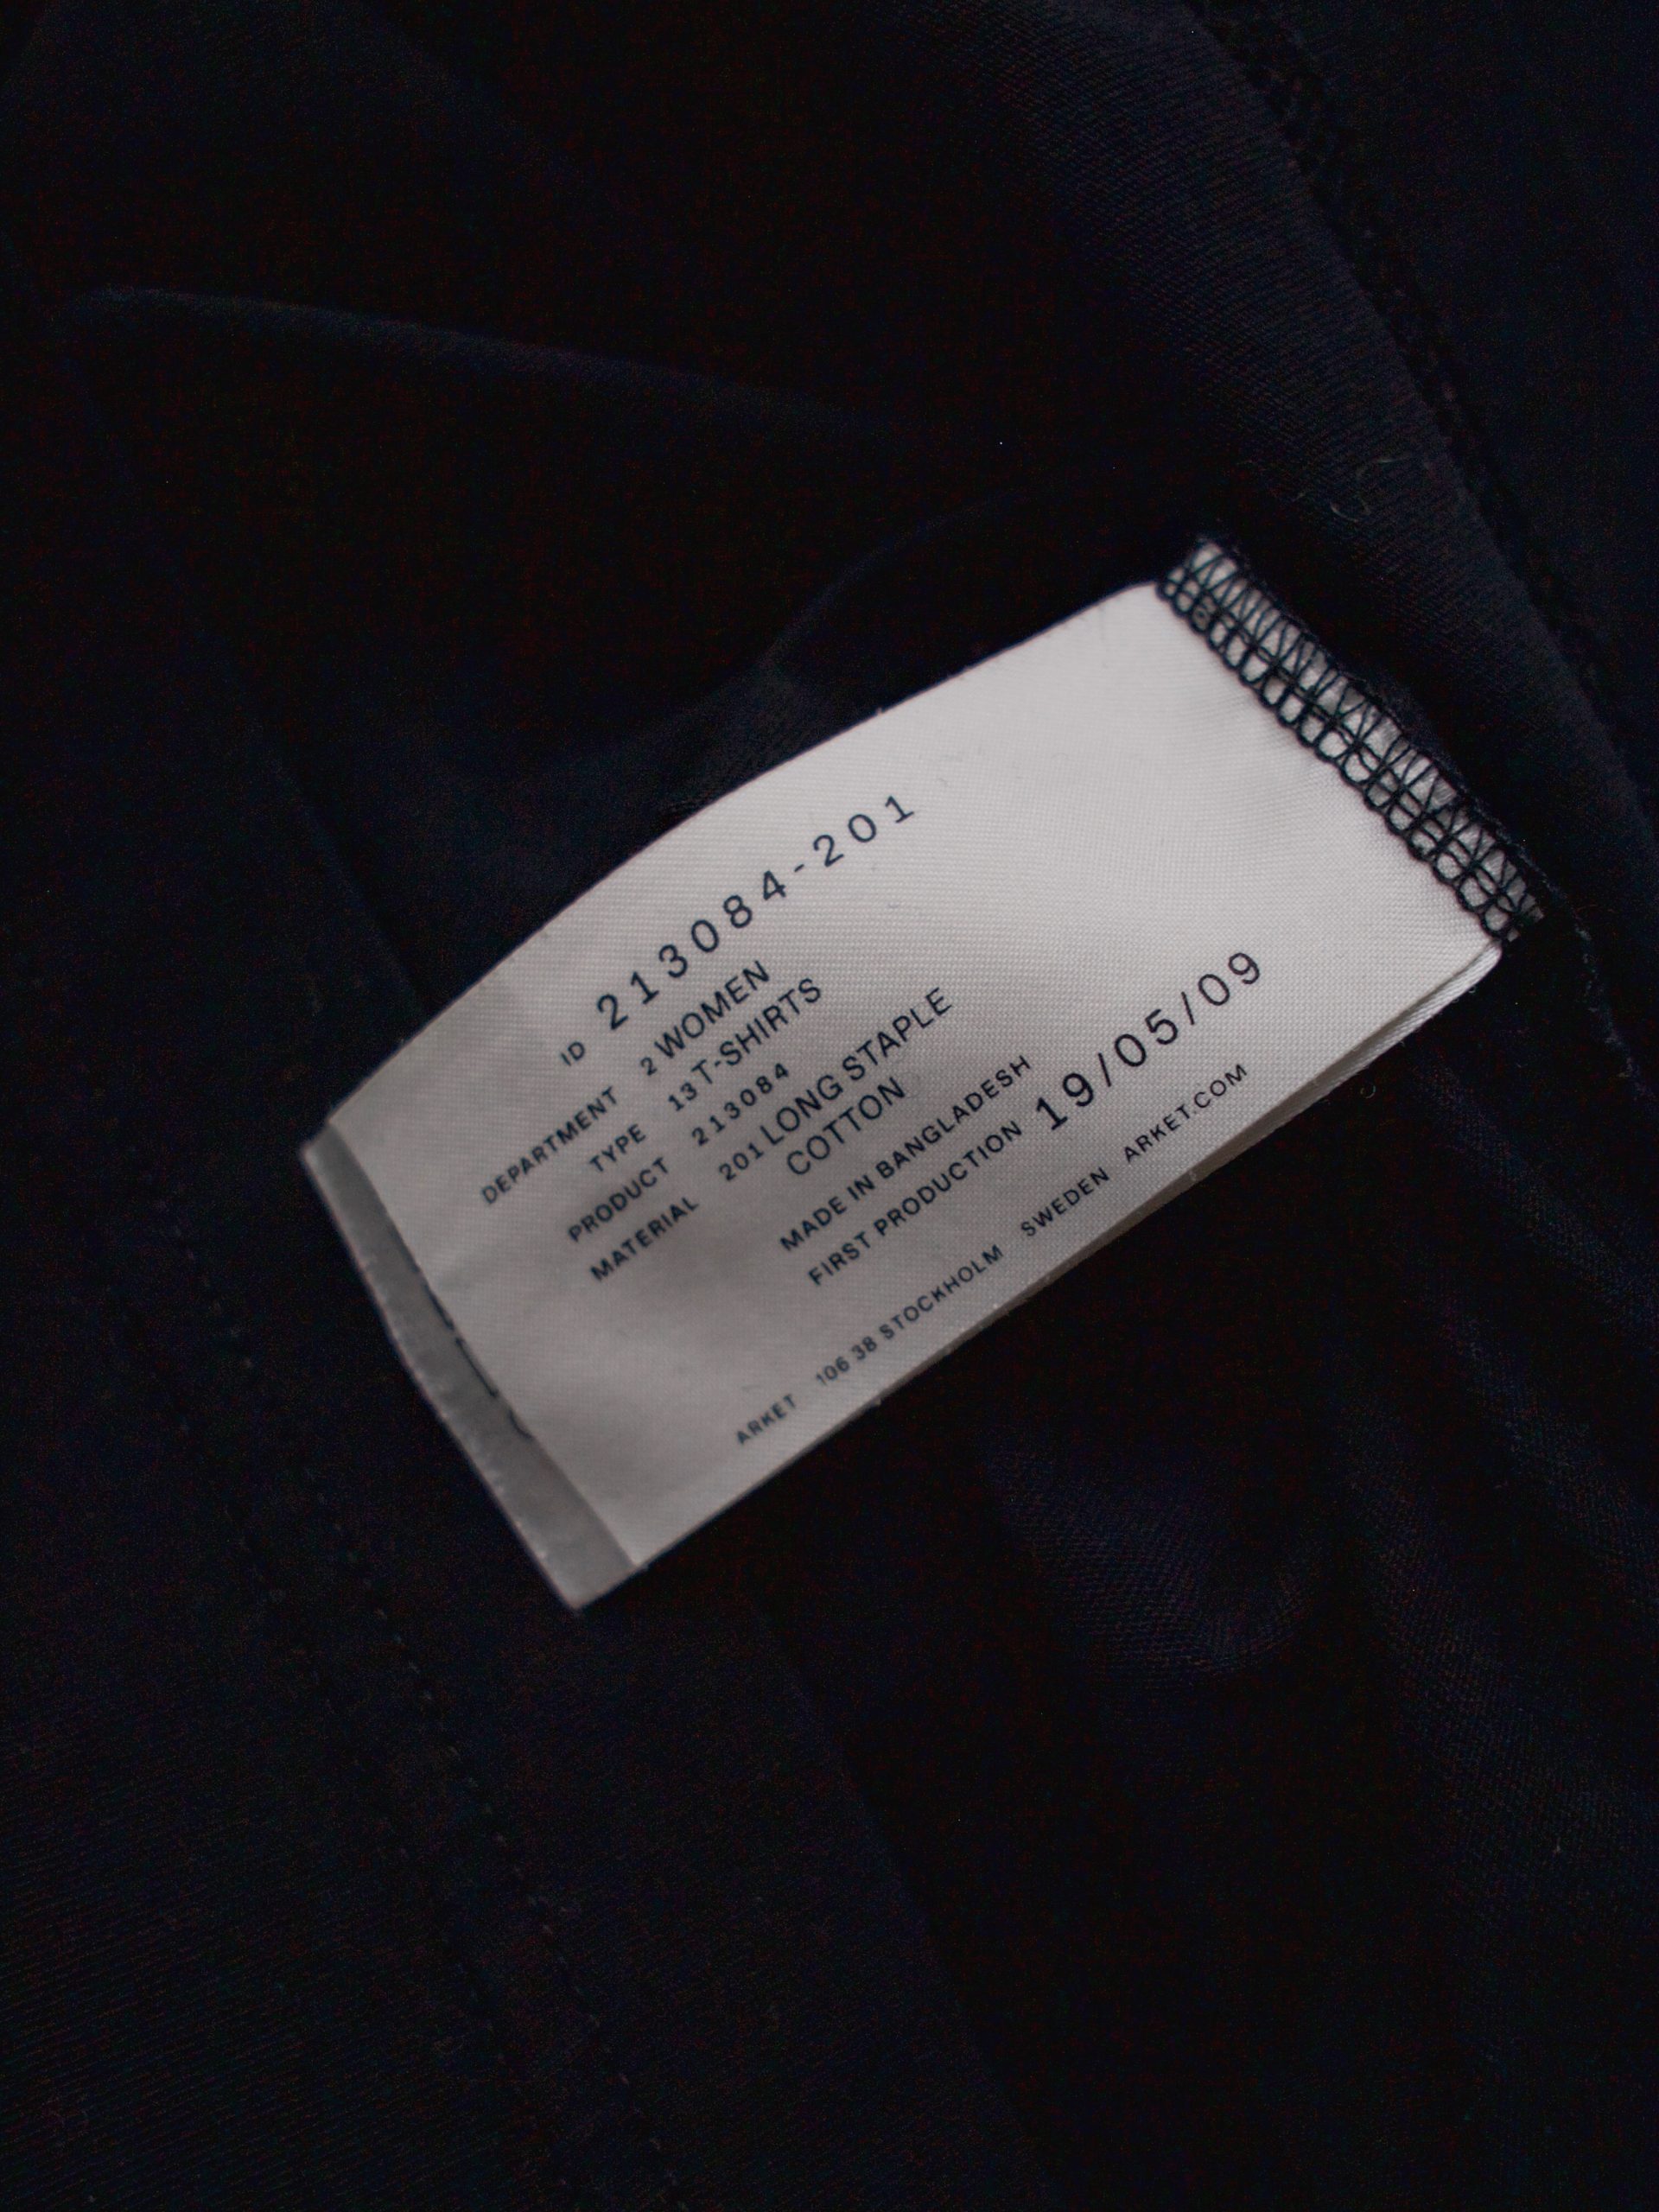 ID 213084-201
DEPARTMENT 2 WOMEN
TYPE 13 T-SHIRTS
PRODUCT 213084
MATERIAL 201 LONG STAPLE
COTTON
MADE IN BANGLADESH
FIRST PRODUCTION 19/05/09
ARKET 106 38 STOCKHOLM SWEDEN ARKET.COM